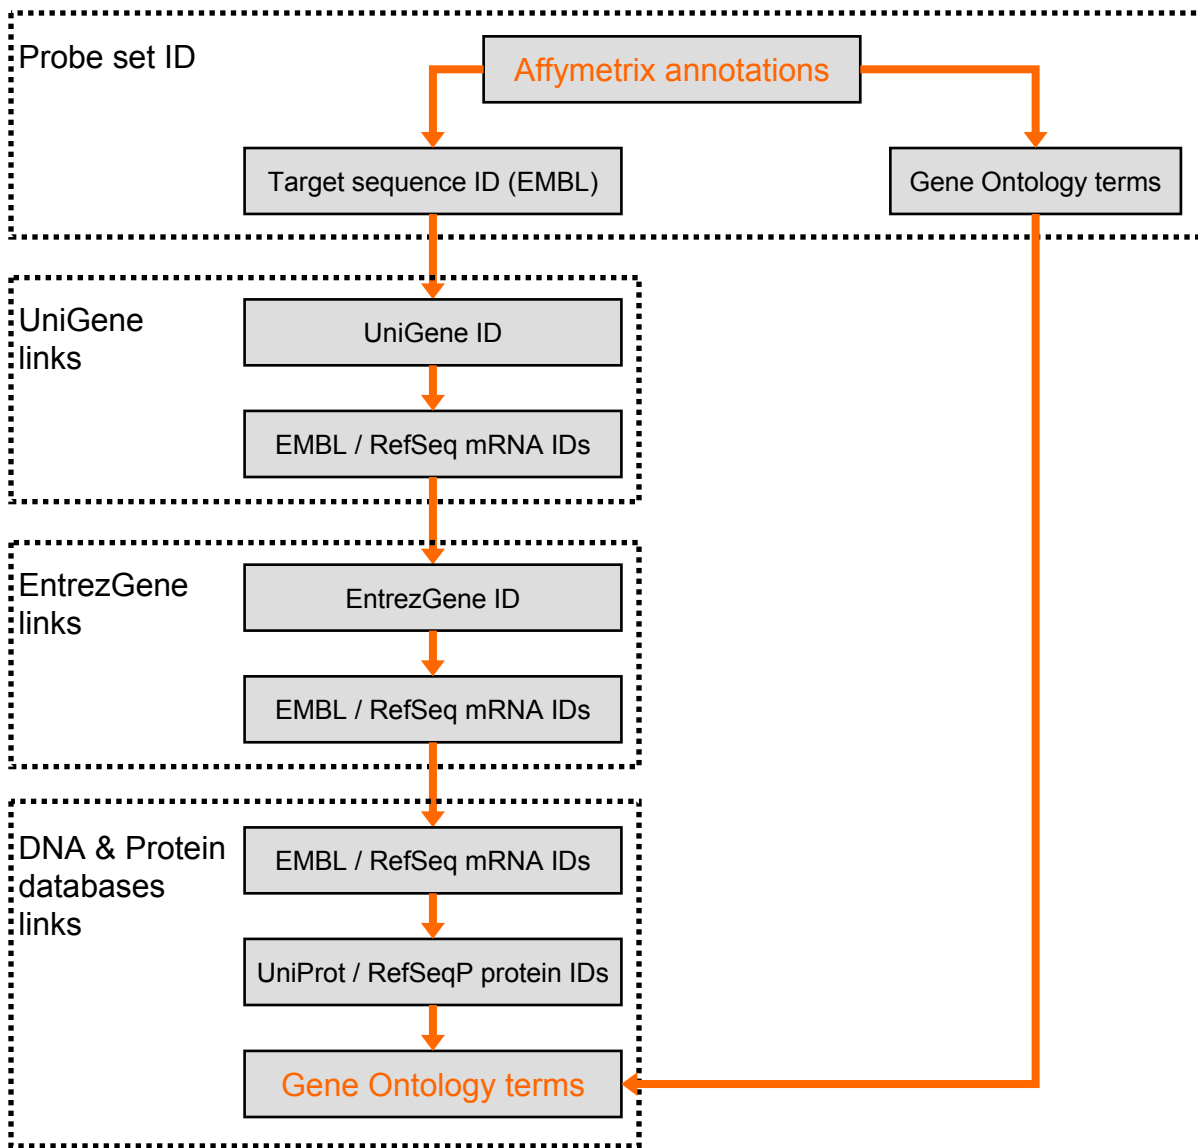 Probe set ID
Affymetrix annotations
Target sequence ID (EMBL)
Gene Ontology terms
UniGene
links
UniGene ID
EMBL / RefSeq mRNA IDs
EntrezGene
links
EntrezGene ID
EMBL / RefSeq mRNA IDs
DNA & Protein
databases
links
EMBL / RefSeq mRNA IDs
UniProt / RefSeqP protein IDs
Gene Ontology terms